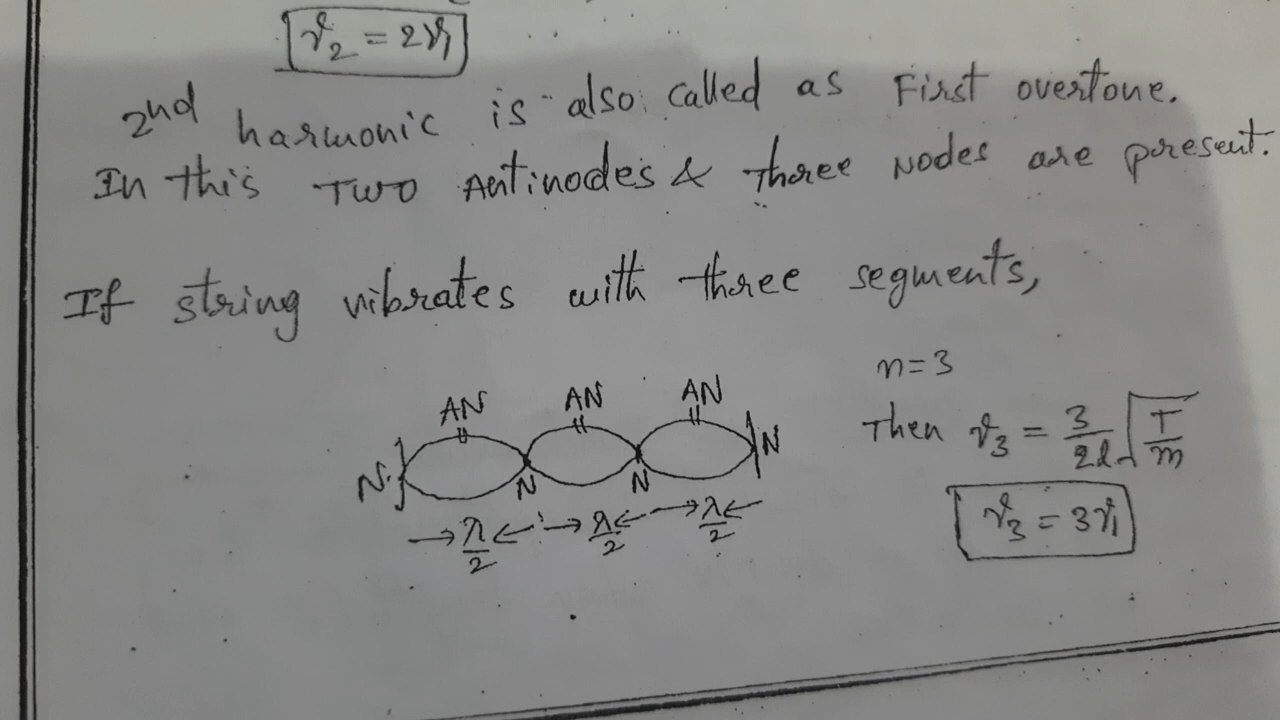 ν₂ = 2ν₁
2nd harmonic is also called as First overtone.
In this TWO Antinodes & three Nodes are present.
If string vibrates with three segments,
n=3
AN AN AN
Then ν₃ = 3/2l √T/m
N N N N
λ/2 λ/2 λ/2
ν₃ = 3ν₁